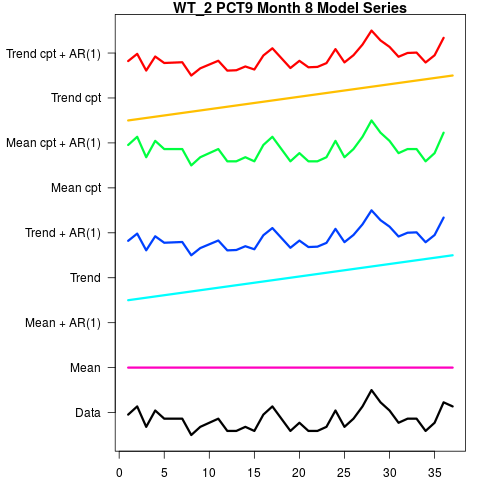 WT_2 PCT9 Month 8 Model Series
Trend cpt + AR(1)
Trend cpt
Mean cpt + AR(1)
Mean cpt
Trend + AR(1)
Trend
Mean + AR(1)
Mean
Data
0 5 10 15 20 25 30 35